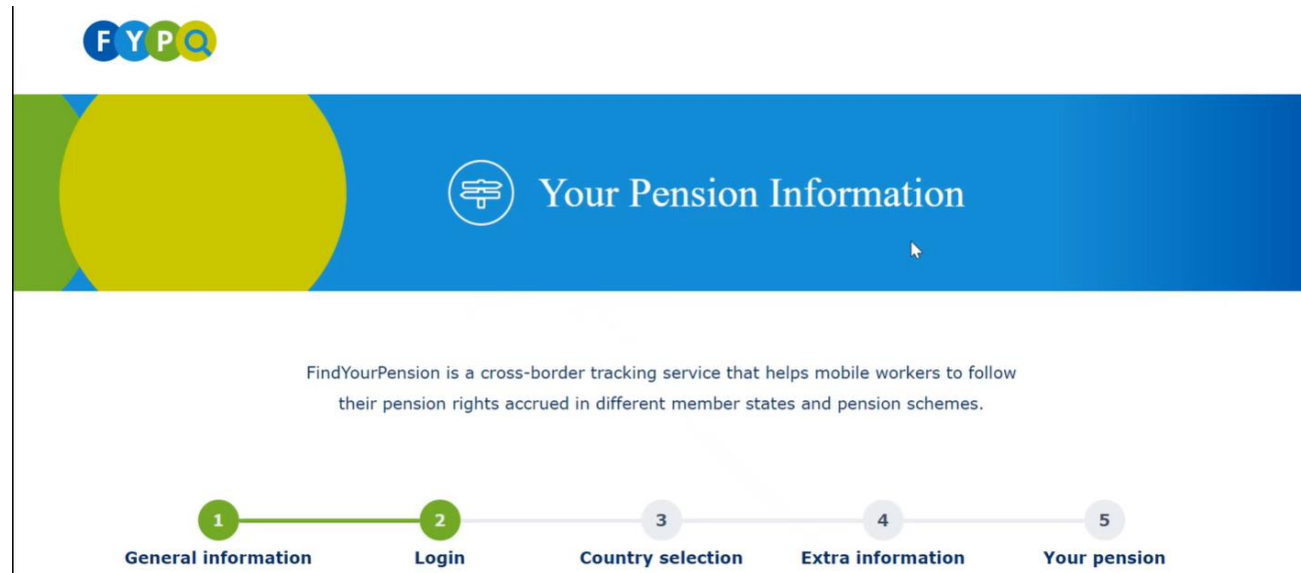 FYP
Your Pension Information
FindYourPension is a cross-border tracking service that helps mobile workers to follow
their pension rights accrued in different member states and pension schemes.
1 2 3 4 5
General information Login Country selection Extra information Your pension